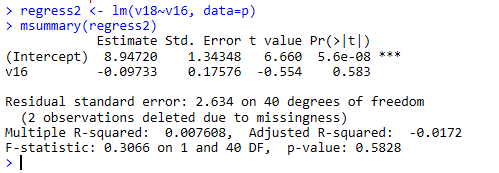 > regress2 <- lm(v18~v16, data=p)
> msummary(regress2)
            Estimate Std. Error t value Pr(>|t|)
(Intercept)  8.94720    1.34348   6.660  5.6e-08 ***
v16         -0.09733    0.17576  -0.554    0.583

Residual standard error: 2.634 on 40 degrees of freedom
  (2 observations deleted due to missingness)
Multiple R-squared:  0.007608,  Adjusted R-squared:  -0.0172
F-statistic: 0.3066 on 1 and 40 DF,  p-value: 0.5828
>